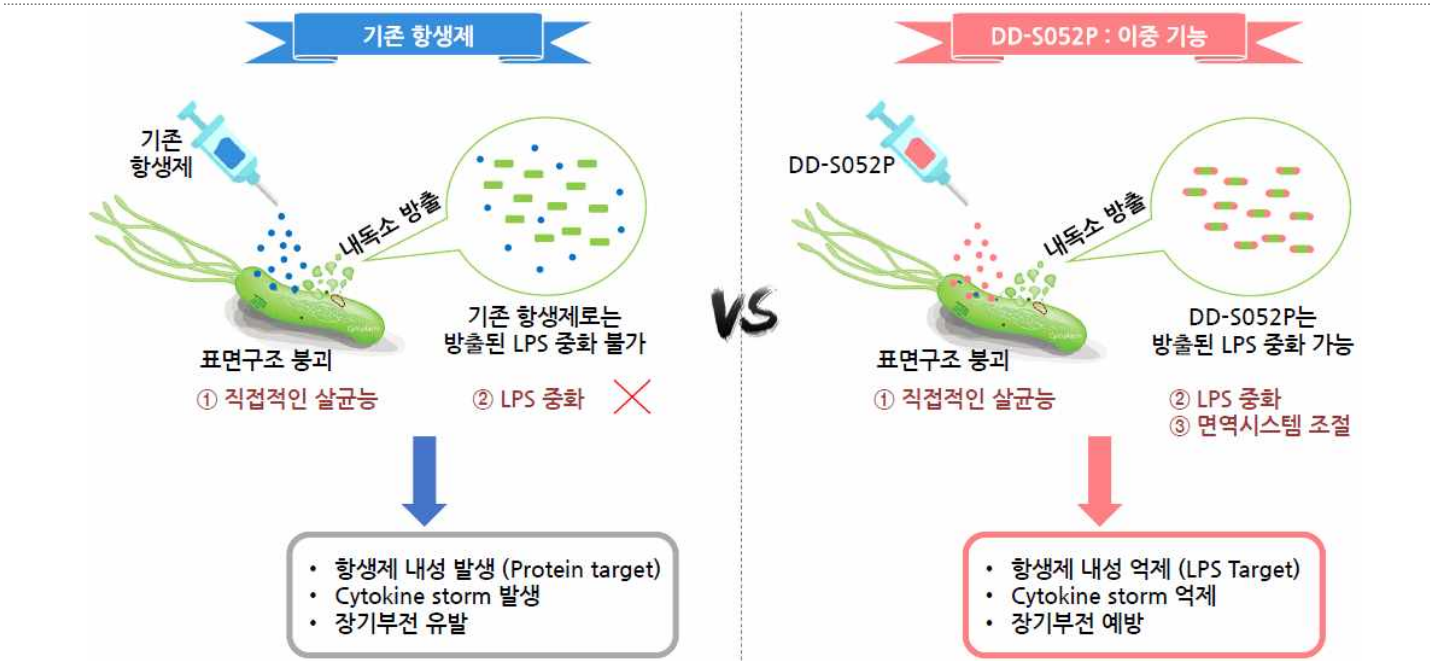 기존 항생제
기존
항생제
내독소 방출
기존 항생제로는
방출된 LPS 중화 불가
표면구조 붕괴
① 직접적인 살균능
② LPS 중화
• 항생제 내성 발생 (Protein target)
• Cytokine storm 발생
• 장기부전 유발
VS
DD-S052P : 이중 기능
DD-S052P
내독소 방출
DD-S052P는
방출된 LPS 중화 가능
표면구조 붕괴
① 직접적인 살균능
② LPS 중화
③ 면역시스템 조절
• 항생제 내성 억제 (LPS Target)
• Cytokine storm 억제
• 장기부전 예방